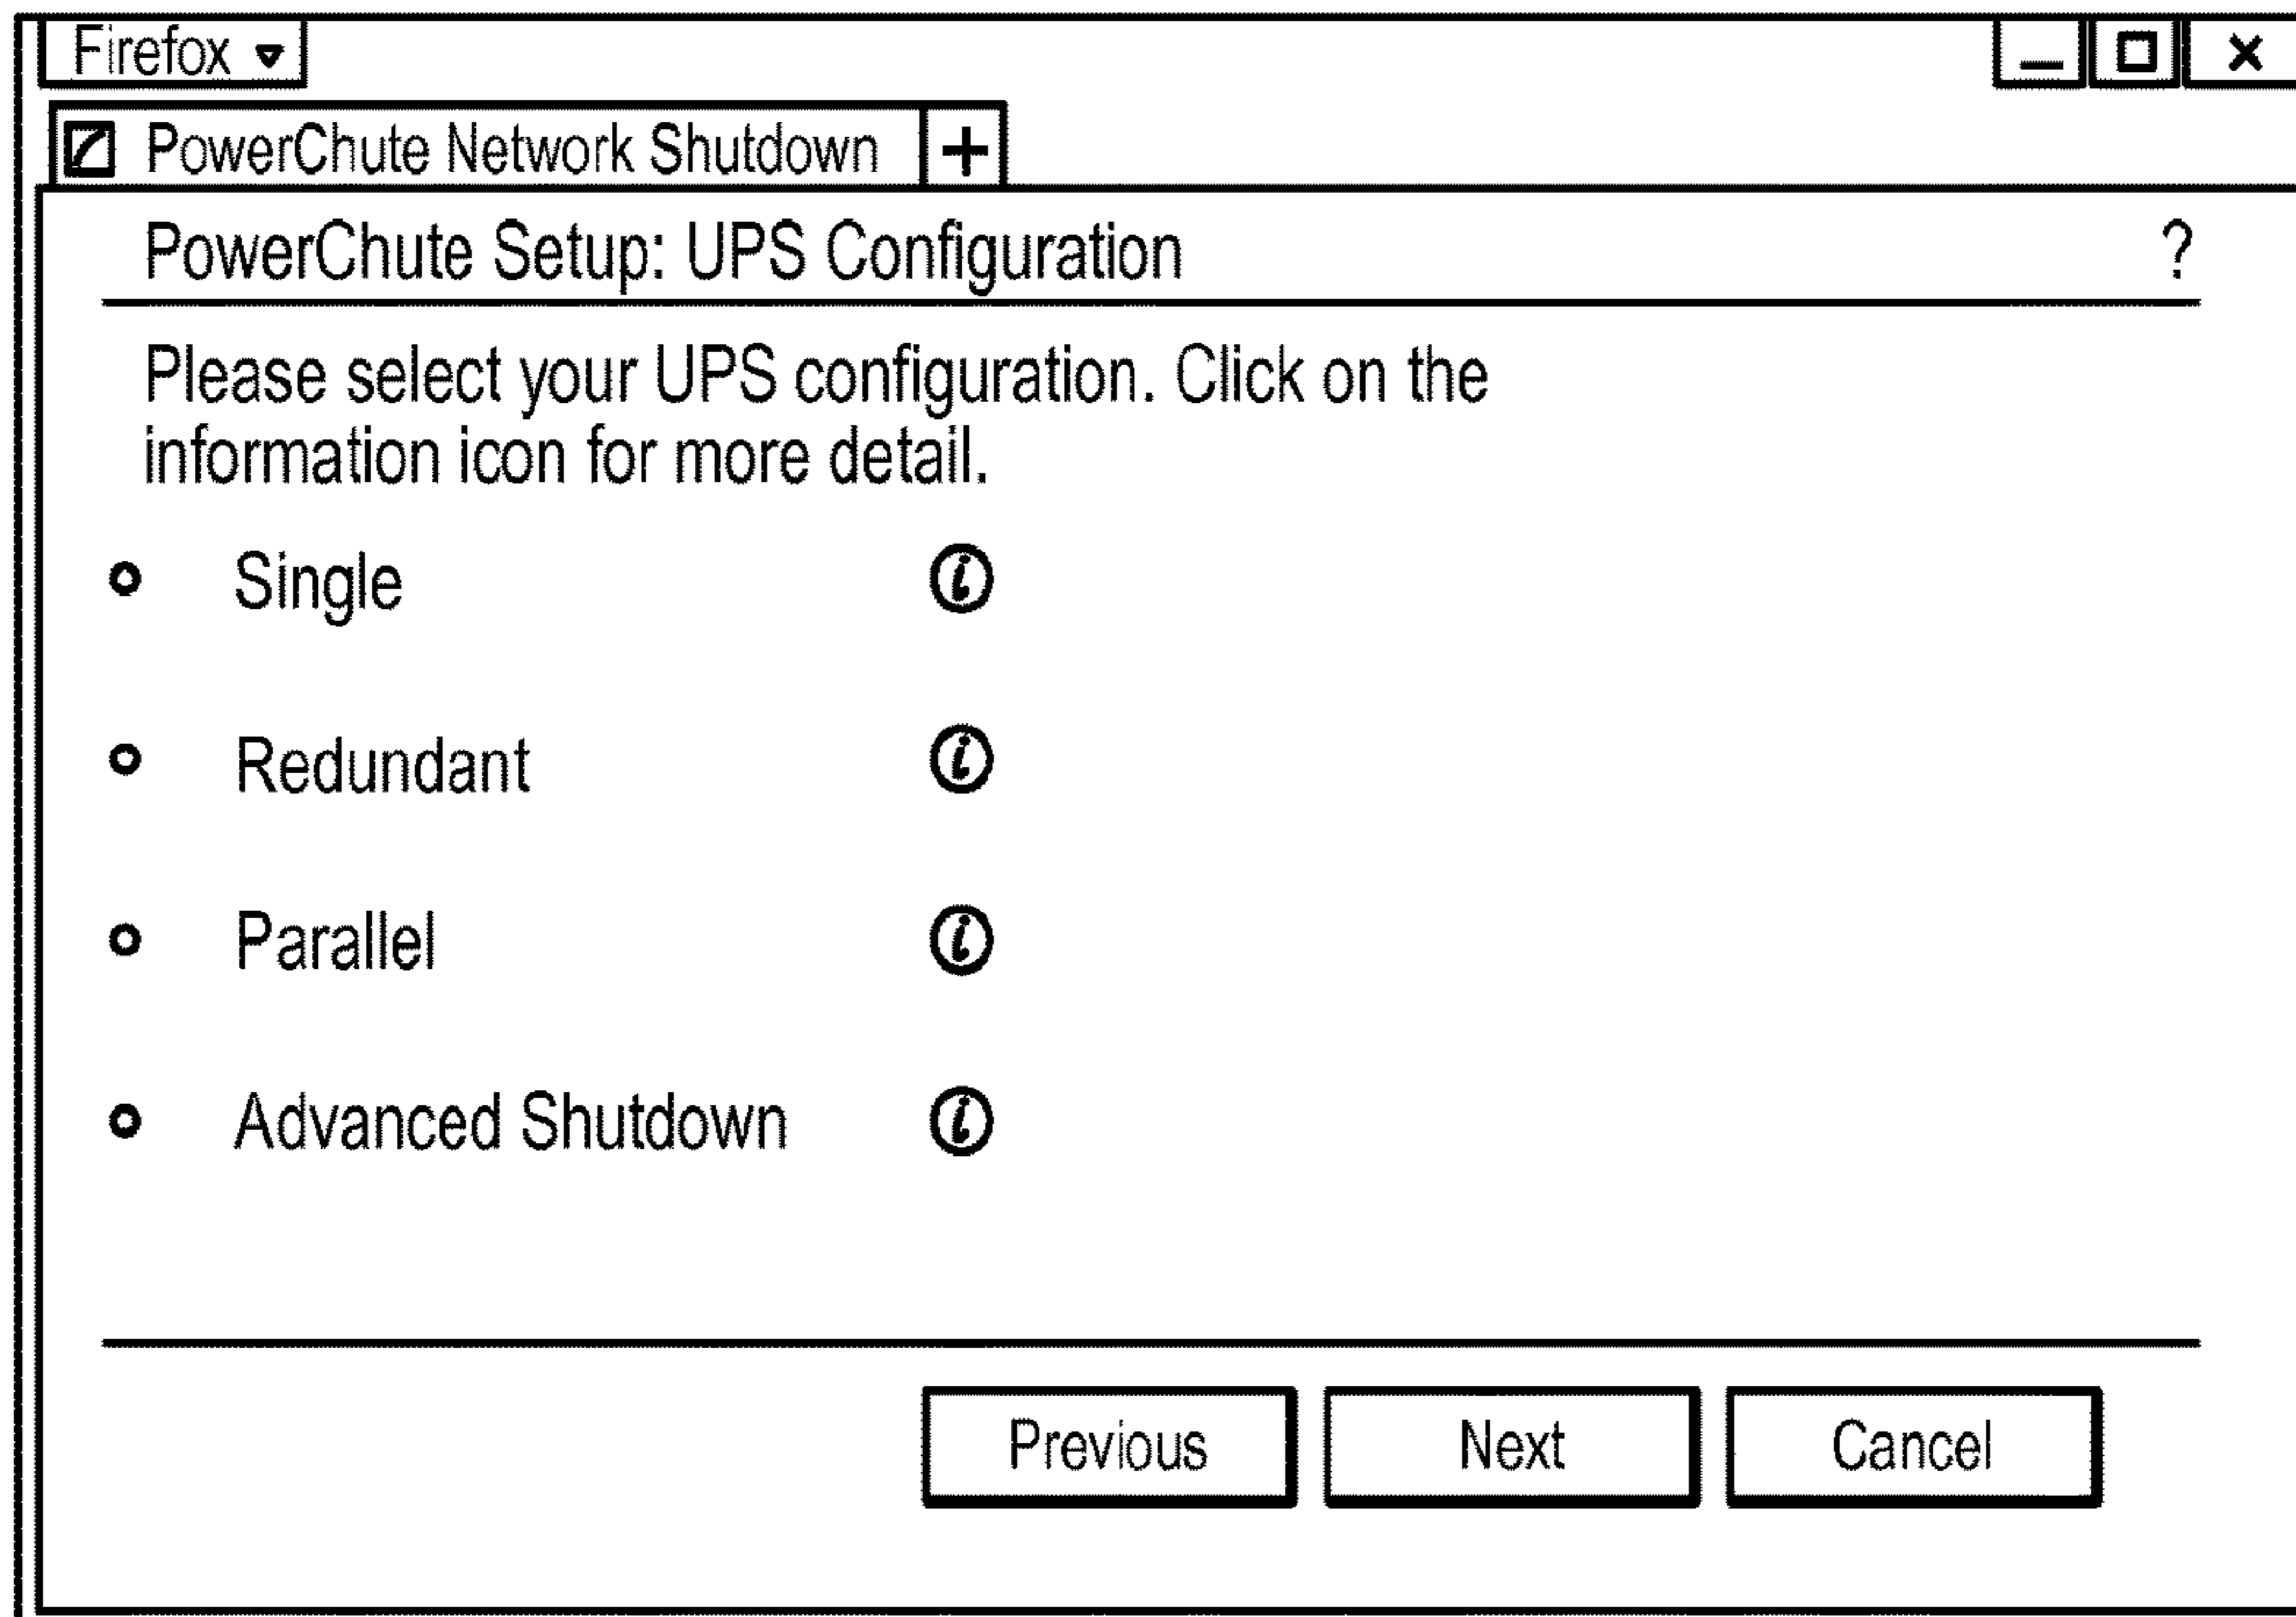 Firefox
PowerChute Network Shutdown +
PowerChute Setup: UPS Configuration ?
Please select your UPS configuration. Click on the
information icon for more detail.
Single i
Redundant i
Parallel i
Advanced Shutdown i
Previous Next Cancel